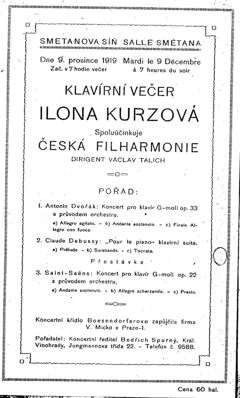 SMETANOVA SÍŇ SALLE SMÉTANA
Dne 9. prosince 1919 Mardi le 9 Décembre
Zač. v 7 hodin večer à 7 heures du soir
KLAVÍRNÍ VEČER
ILONA KURZOVÁ
Spoluúčinkuje
ČESKÁ FILHARMONIE
DIRIGENT VÁCLAV TALICH
POŘAD:
1. Antonín Dvořák: Koncert pro klavír G-moll op. 33
s průvodem orchestru.
a) Allegro agitato. - b) Andante sostenuto. - c) Finale Al-
legro con fuoco
2. Claude Debussy: „Pour le piano“ klavírní suita.
a) Prélude - b) Sarabande. - c) Toccata.
Přestávka
3. Saint-Saëns: Koncert pro klavír G-moll op. 22
s průvodem orchestru.
a) Andante sostenuto. - b) Allegro scherzando. - c) Presto.
Koncertní křídlo Boesendorferovo zapůjčila firma
V. Micko v Praze-I.
Pořadatel: Koncertní ředitel Bedřich Spurný, Král.
Vinohrady, Jungmannova třída 22. - Telefon č. 9588.
Cena 60 hal.